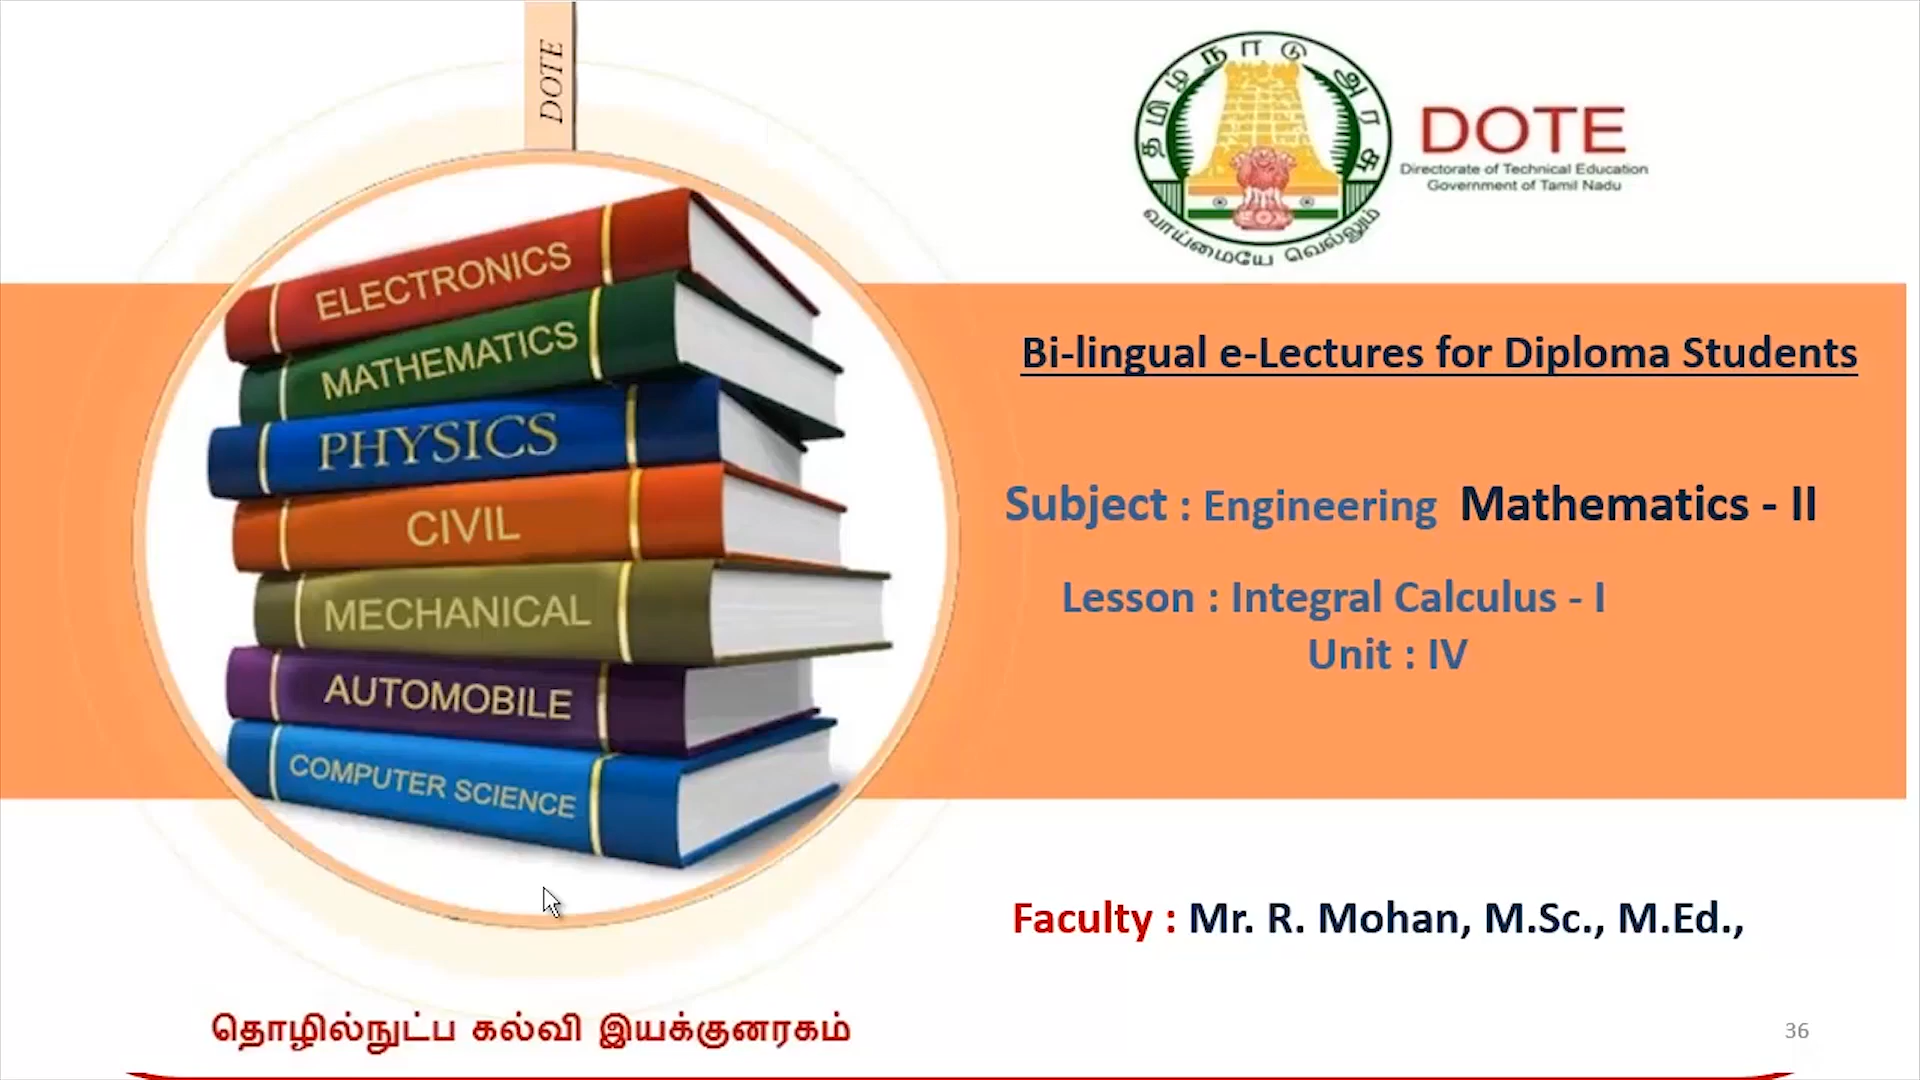 DOTE
தமிழ்நாடு அரசு
வாய்மையே வெல்லும்
DOTE
Directorate of Technical Education
Government of Tamil Nadu
ELECTRONICS
MATHEMATICS
PHYSICS
CIVIL
MECHANICAL
AUTOMOBILE
COMPUTER SCIENCE
Bi-lingual e-Lectures for Diploma Students
Subject : Engineering Mathematics - II
Lesson : Integral Calculus - I
Unit : IV
Faculty : Mr. R. Mohan, M.Sc., M.Ed.,
தொழில்நுட்ப கல்வி இயக்குனரகம்
36